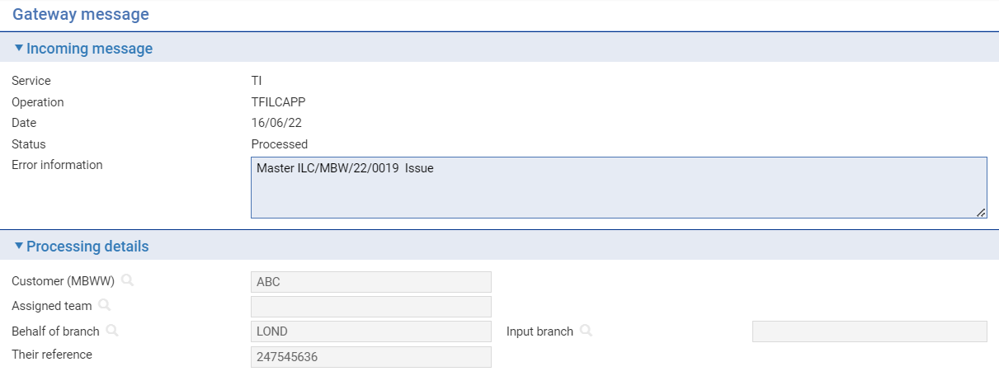 Gateway message
Incoming message
Service TI
Operation TFILCAPP
Date 16/06/22
Status Processed
Error information Master ILC/MBW/22/0019  Issue
Processing details
Customer (MBWW) ABC
Assigned team
Behalf of branch LOND Input branch
Their reference 247545636